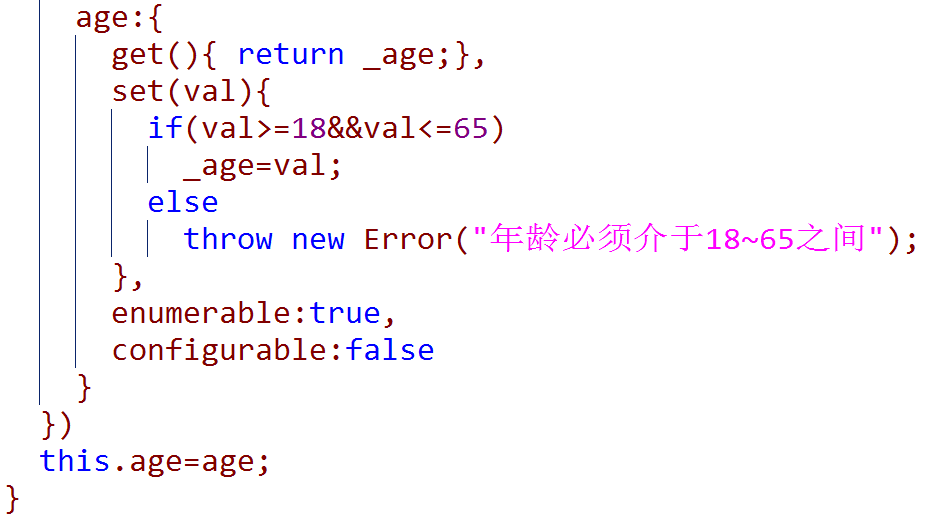 age:{
get(){ return _age;},
set(val){
if(val>=18&&val<=65)
_age=val;
else
throw new Error("年龄必须介于18~65之间");
},
enumerable:true,
configurable:false
}
})
this.age=age;
}